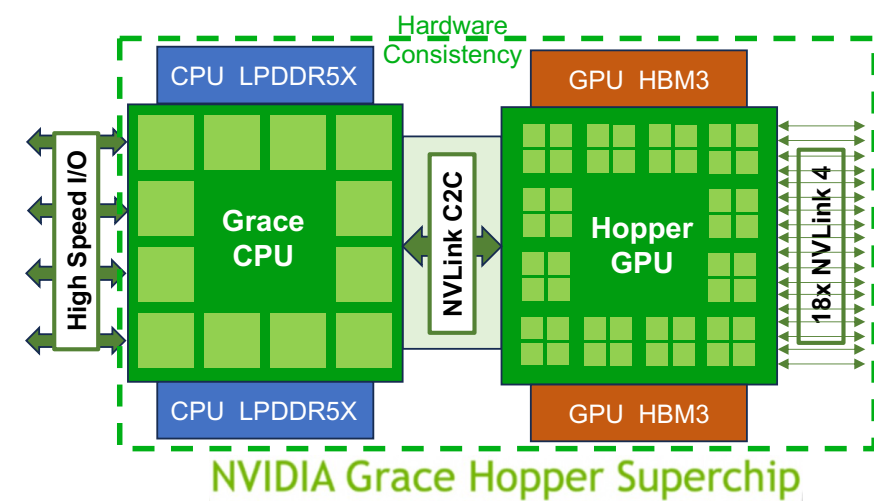 Hardware
Consistency
CPU LPDDR5X
GPU HBM3
High Speed I/O
Grace
CPU
NVLink C2C
Hopper
GPU
18x NVLink 4
CPU LPDDR5X
GPU HBM3
NVIDIA Grace Hopper Superchip